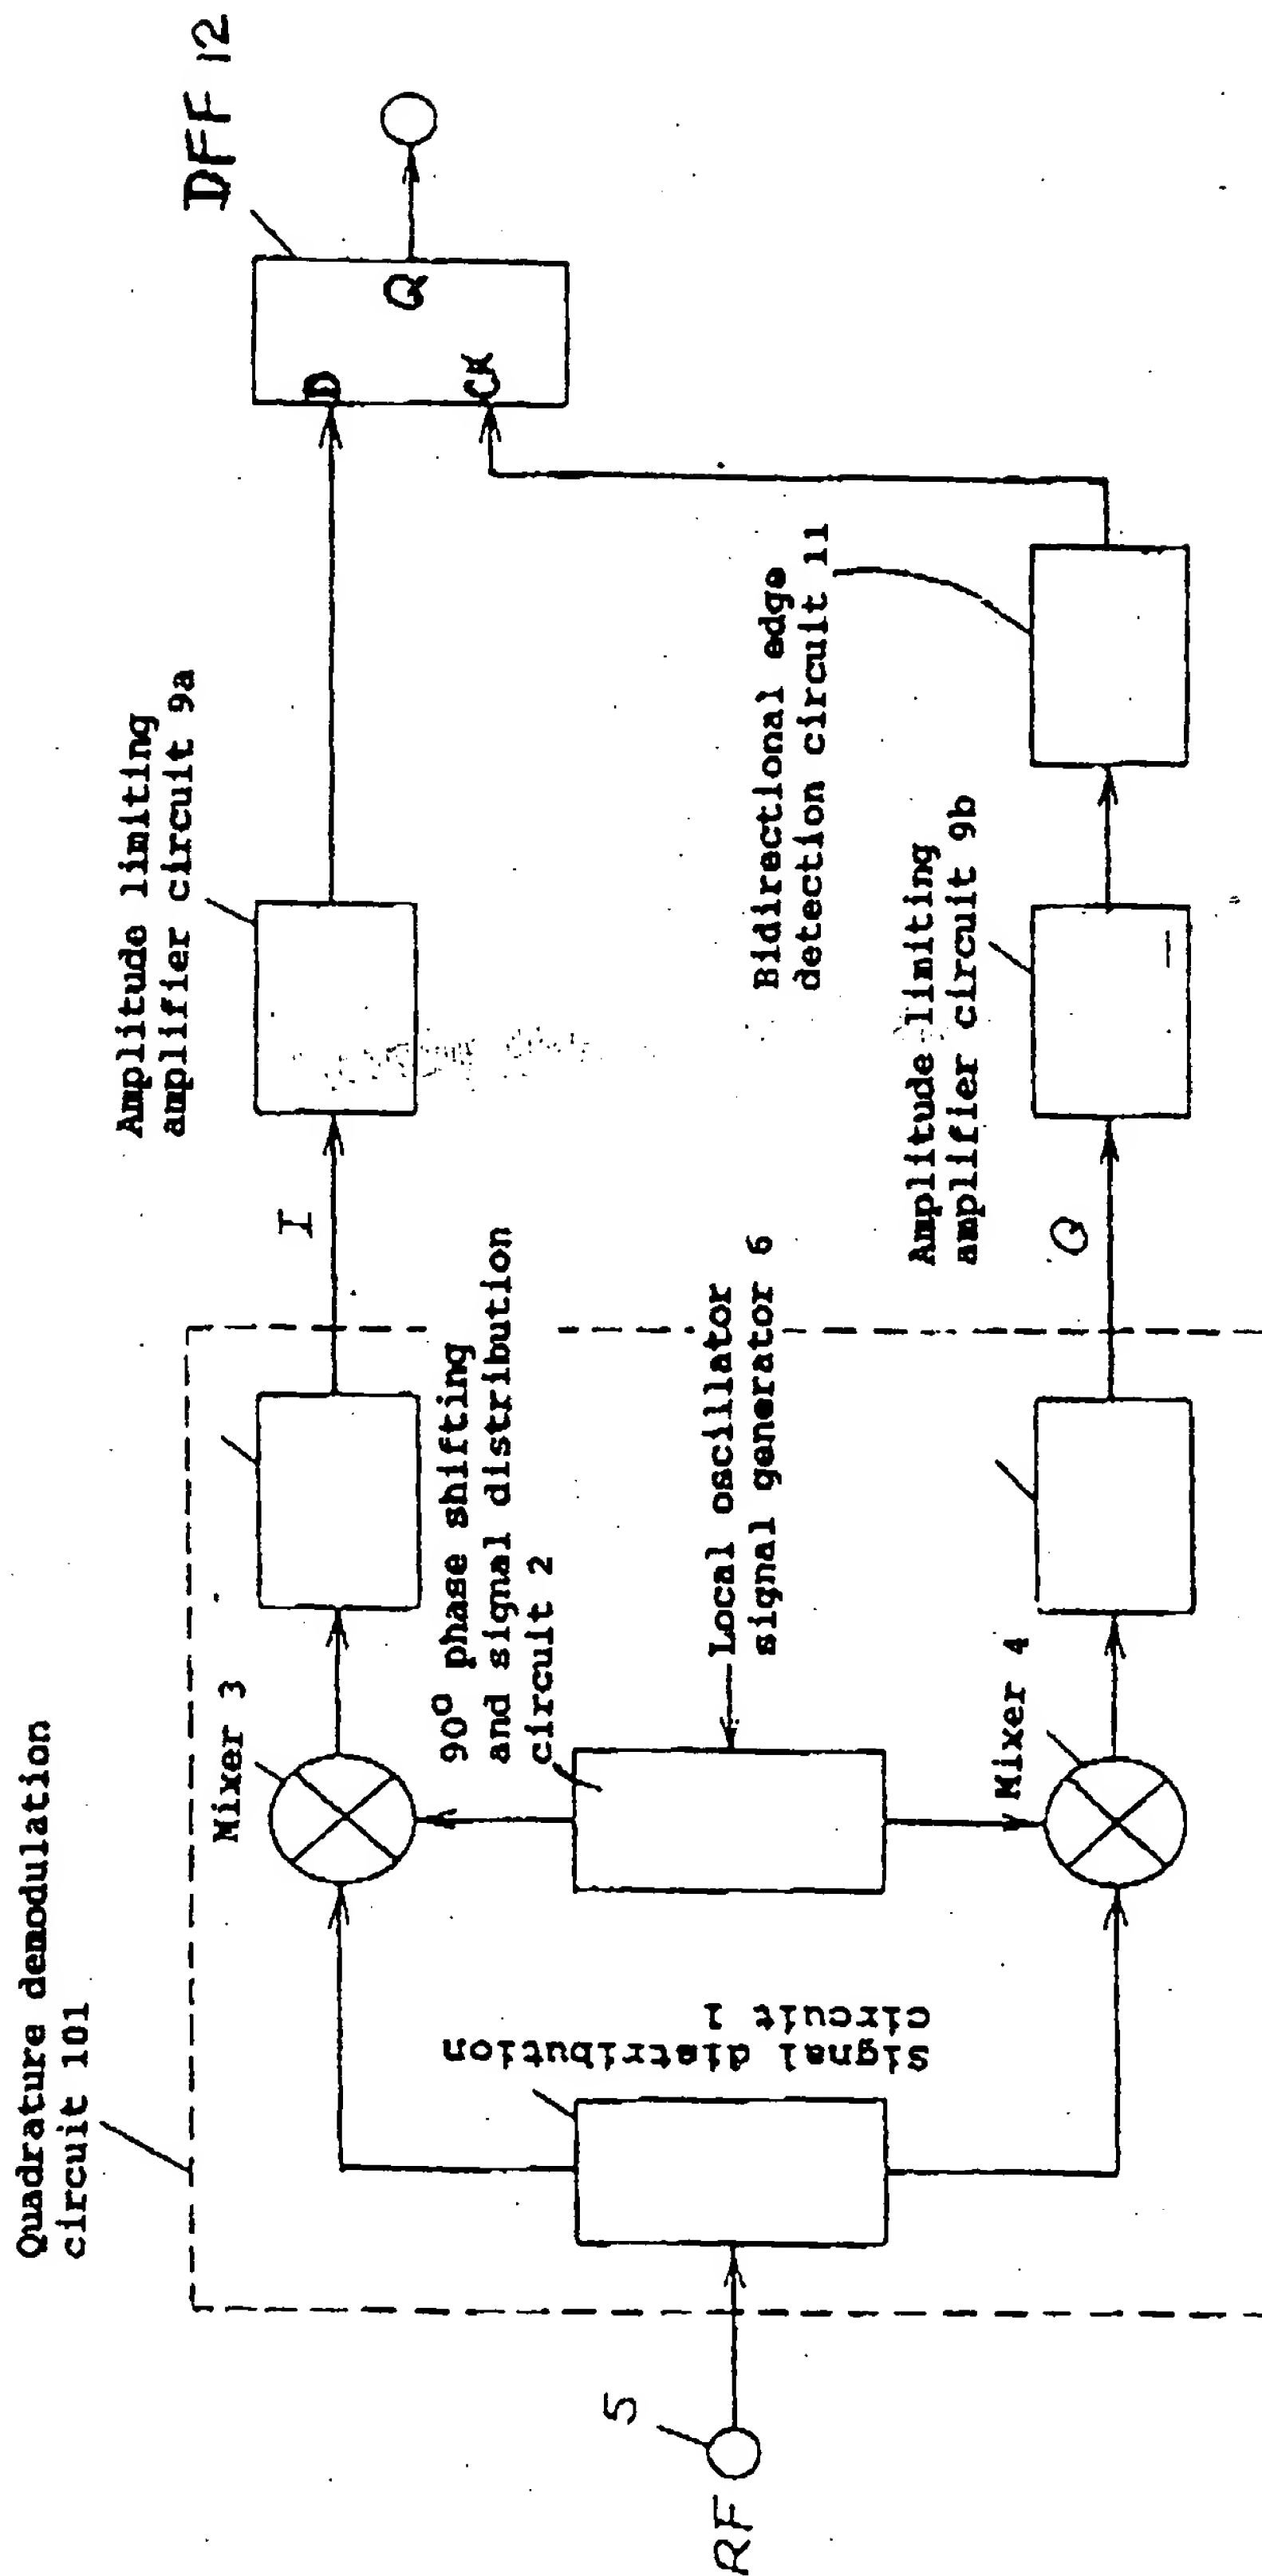 Quadrature demodulation
circuit 101
RF
5
Signal distribution
circuit 1
Mixer 3
90° phase shifting
and signal distribution
circuit 2
Local oscillator
signal generator 6
Mixer 4
I
Q
Amplitude limiting
amplifier circuit 9a
Amplitude limiting
amplifier circuit 9b
Bidirectional edge
detection circuit 11
D
CK
Q
DFF 12